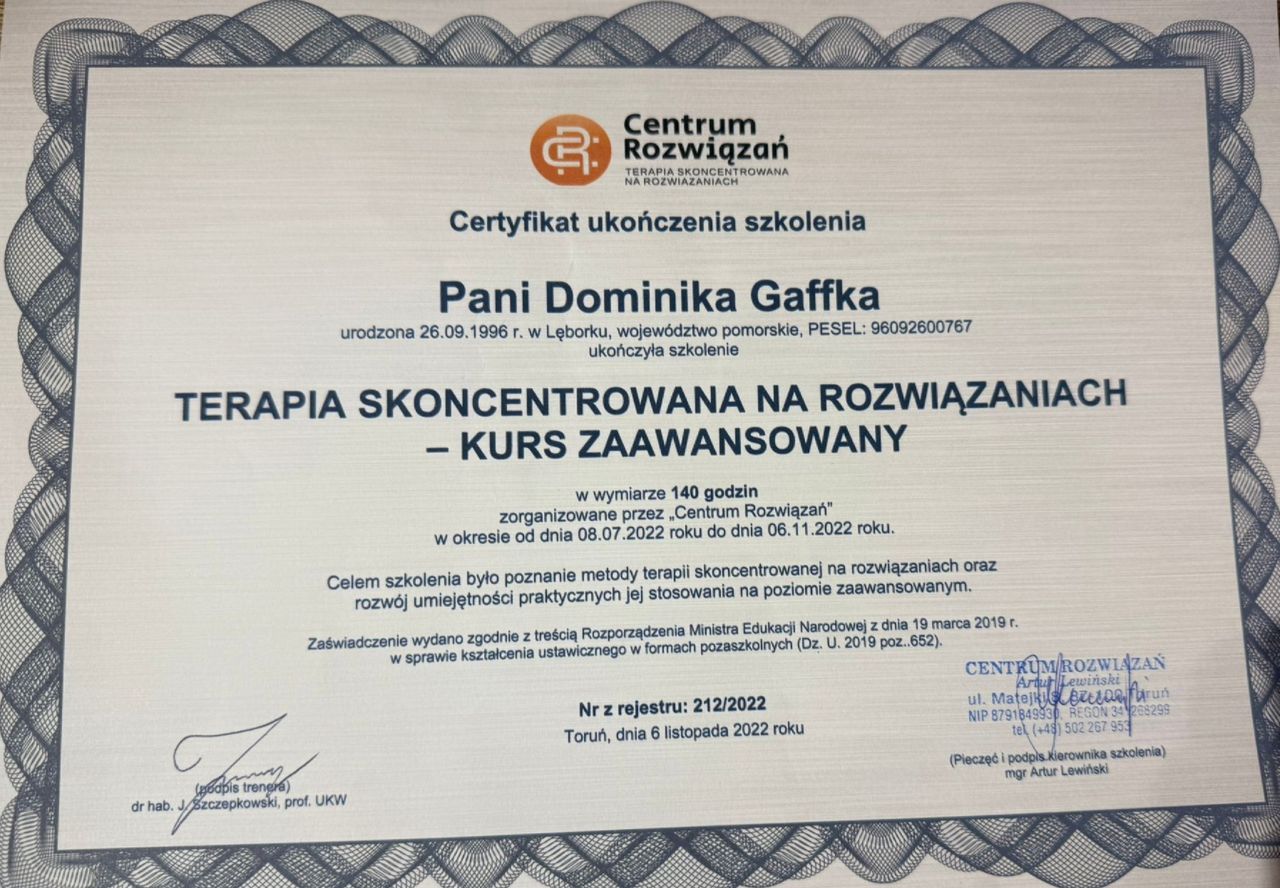 Centrum
Rozwiązań
TERAPIA SKONCENTROWANA
NA ROZWIĄZANIACH
Certyfikat ukończenia szkolenia
Pani Dominika Gaffka
urodzona 26.09.1996 r. w Lęborku, województwo pomorskie, PESEL: 96092600767
ukończyła szkolenie
TERAPIA SKONCENTROWANA NA ROZWIĄZANIACH
– KURS ZAAWANSOWANY
w wymiarze 140 godzin
zorganizowane przez „Centrum Rozwiązań”
w okresie od dnia 08.07.2022 roku do dnia 06.11.2022 roku.
Celem szkolenia było poznanie metody terapii skoncentrowanej na rozwiązaniach oraz
rozwój umiejętności praktycznych jej stosowania na poziomie zaawansowanym.
Zaświadczenie wydano zgodnie z treścią Rozporządzenia Ministra Edukacji Narodowej z dnia 19 marca 2019 r.
w sprawie kształcenia ustawicznego w formach pozaszkolnych (Dz. U. 2019 poz..652).
Nr z rejestru: 212/2022
Toruń, dnia 6 listopada 2022 roku
(podpis trenera)
dr hab. J. Szczepkowski, prof. UKW
CENTRUM ROZWIĄZAŃ
Artur Lewiński
ul. Matejki Toruń
NIP 8791849930, REGON
tel. (+48) 502 267 953
(Pieczęć i podpis kierownika szkolenia)
mgr Artur Lewiński